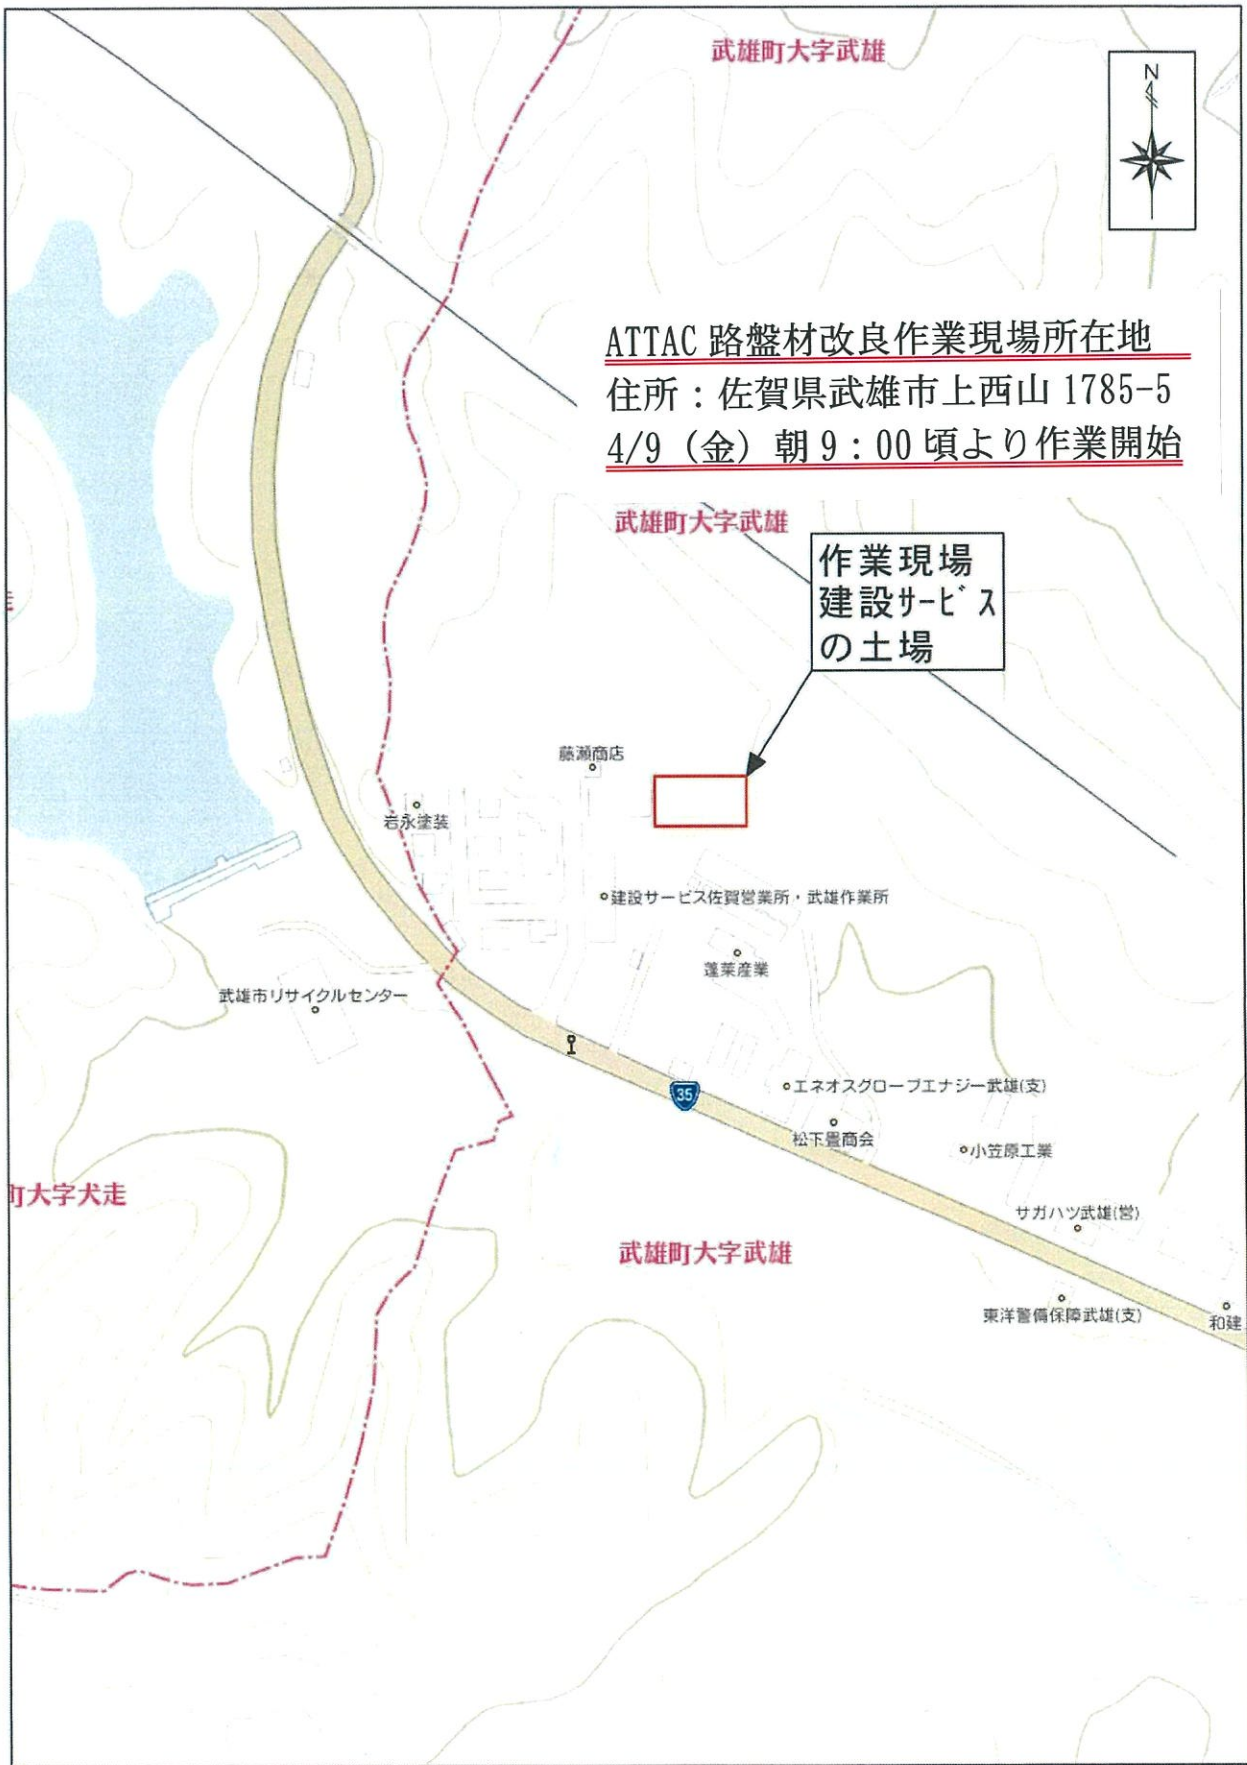 武雄町大字武雄
N
ATTAC 路盤材改良作業現場所在地
住所：佐賀県武雄市上西山 1785-5
4/9（金）朝 9：00 頃より作業開始
武雄町大字武雄
作業現場
建設ｻｰﾋﾞｽ
の土場
藤瀬商店
岩永塗装
建設サービス佐賀営業所・武雄作業所
蓬莱産業
武雄市リサイクルセンター
35
エネオスグローブエナジー武雄(支)
松下畳商会
小笠原工業
町大字犬走
サガハツ武雄(営)
武雄町大字武雄
東洋警備保障武雄(支)
和建